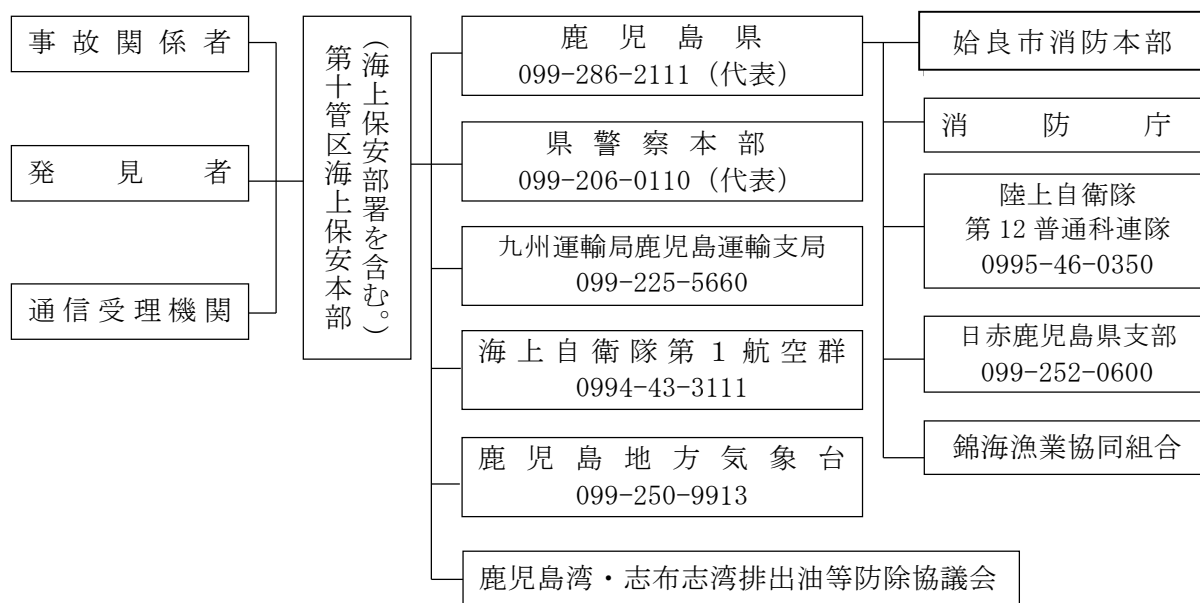 事故関係者
発見者
通信受理機関
第十管区海上保安本部
（海上保安部署を含む。）
鹿児島県
099-286-2111（代表）
県警察本部
099-206-0110（代表）
九州運輸局鹿児島運輸支局
099-225-5660
海上自衛隊第１航空群
0994-43-3111
鹿児島地方気象台
099-250-9913
鹿児島湾・志布志湾排出油等防除協議会
姶良市消防本部
消防庁
陸上自衛隊
第12普通科連隊
0995-46-0350
日赤鹿児島県支部
099-252-0600
錦海漁業協同組合